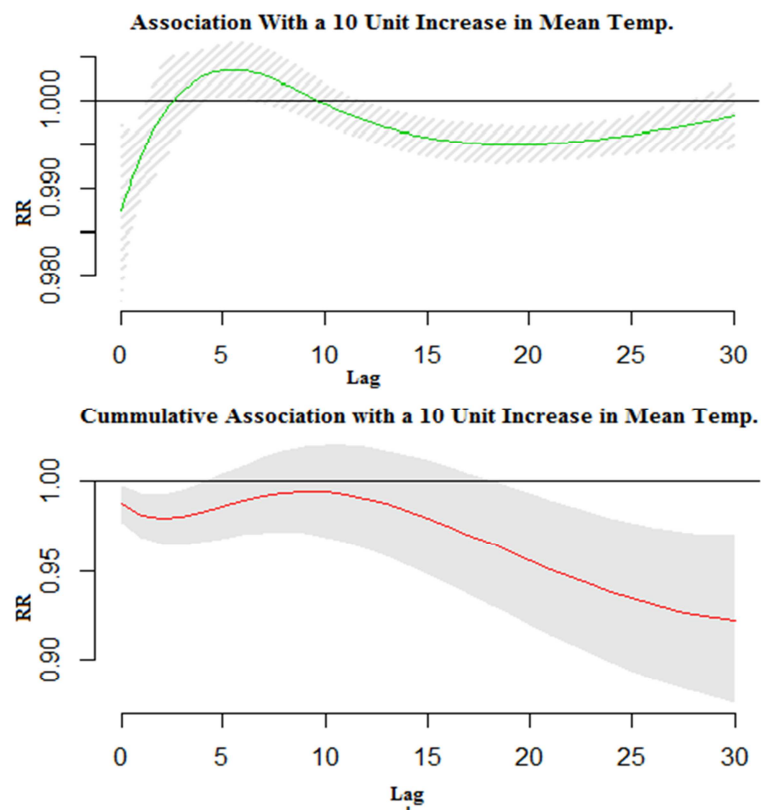 Association With a 10 Unit Increase in Mean Temp.
1.000
0.990
0.980
RR
0 5 10 15 20 25 30
Lag
Cummulative Association with a 10 Unit Increase in Mean Temp.
1.00
0.95
0.90
RR
0 5 10 15 20 25 30
Lag